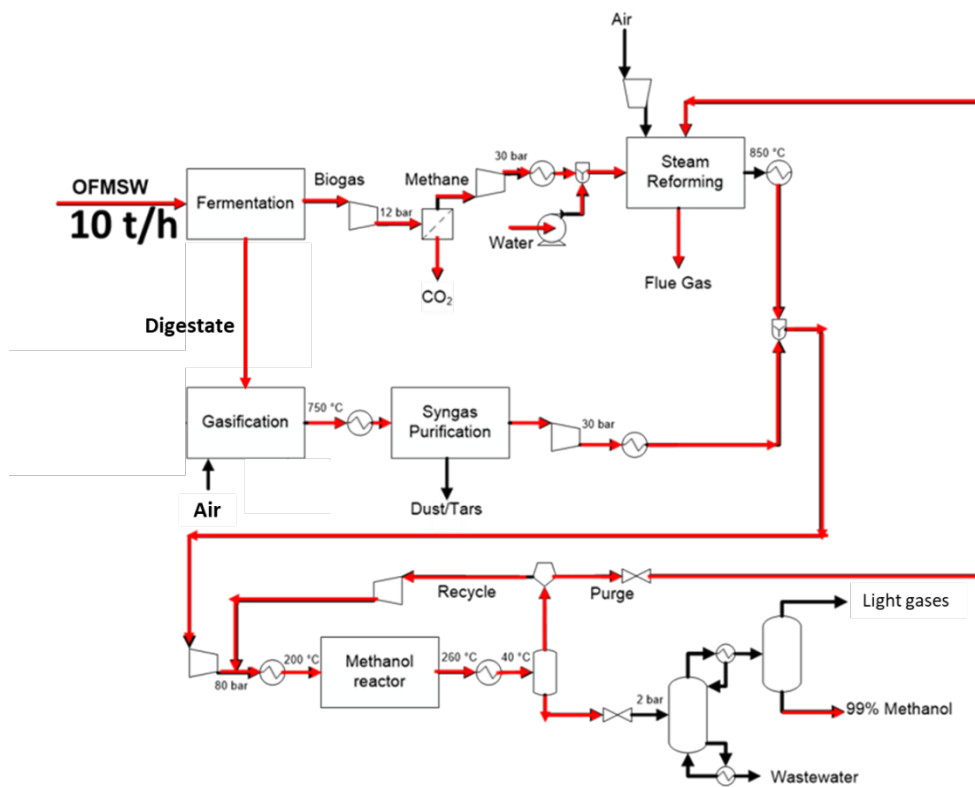 Air
OFMSW
10 t/h
Fermentation
Biogas
12 bar
Methane
30 bar
CO₂
Water
Steam
Reforming
850 °C
Flue Gas
Digestate
Gasification
750 °C
Syngas
Purification
30 bar
Air
Dust/Tars
Recycle
Purge
Light gases
80 bar
200 °C
Methanol
reactor
260 °C
40 °C
2 bar
99% Methanol
Wastewater